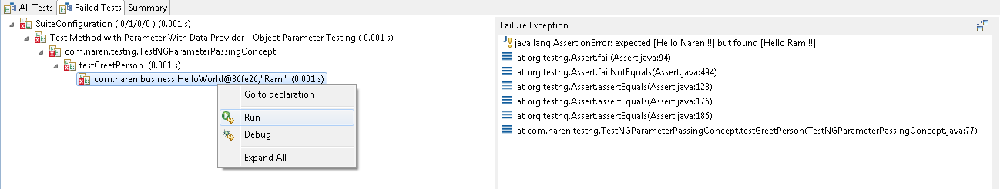 All Tests
Failed Tests
Summary
SuiteConfiguration ( 0/1/0/0 ) (0.001 s)
Test Method with Parameter With Data Provider - Object Parameter Testing ( 0.001 s)
com.naren.testng.TestNGParameterPassingConcept
testGreetPerson (0.001 s)
com.naren.business.HelloWorld@86fe26,"Ram" (0.001 s)
Go to declaration
Run
Debug
Expand All
Failure Exception
java.lang.AssertionError: expected [Hello Naren!!!] but found [Hello Ram!!!]
at org.testng.Assert.fail(Assert.java:94)
at org.testng.Assert.failNotEquals(Assert.java:494)
at org.testng.Assert.assertEquals(Assert.java:123)
at org.testng.Assert.assertEquals(Assert.java:176)
at org.testng.Assert.assertEquals(Assert.java:186)
at com.naren.testng.TestNGParameterPassingConcept.testGreetPerson(TestNGParameterPassingConcept.java:77)